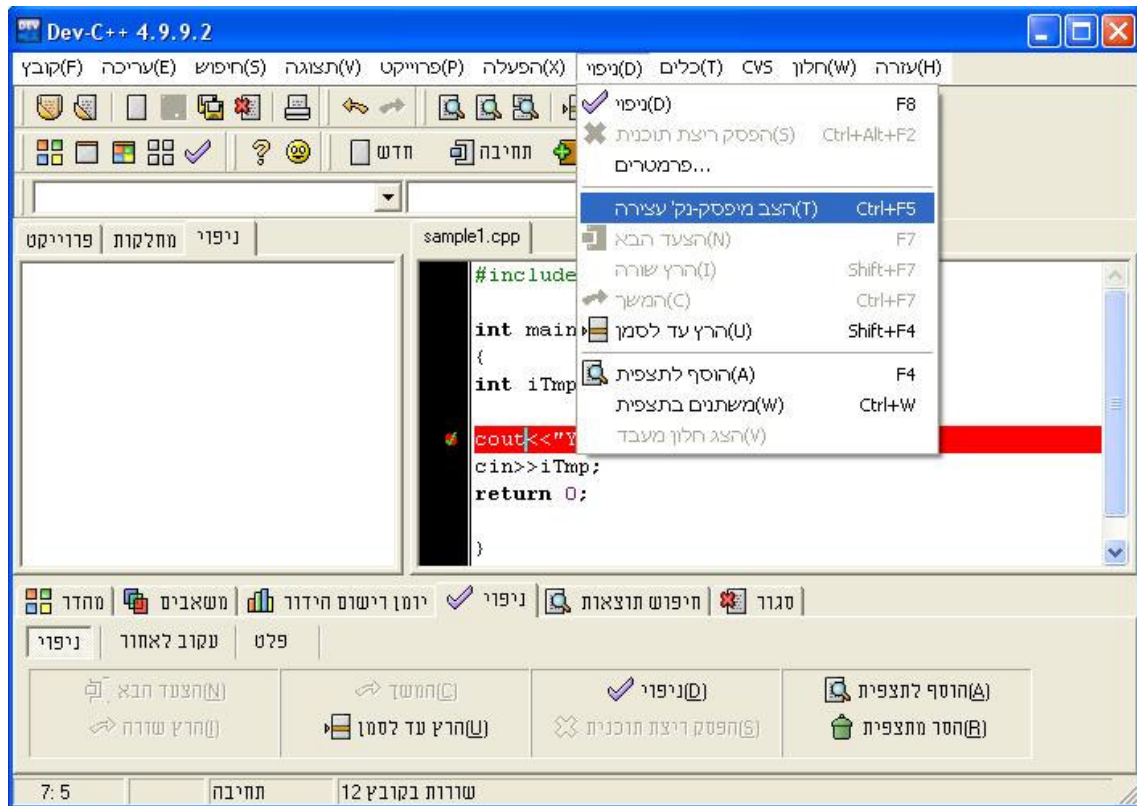 Dev-C++ 4.9.9.2
קובץ(F) עריכה(E) חיפוש(S) תצוגה(V) פרוייקט(P) הפעלה(X) ניפוי(D) כלים(T) CVS חלון(W) עזרה(H)
ניפוי(D) F8
הפסק ריצת תוכנית(S) Ctrl+Alt+F2
פרמטרים...
הצב מיפסק-נק' עצירה(T) Ctrl+F5
הצעד הבא(N) F7
הרץ שורה(I) Shift+F7
המשך(C) Ctrl+F7
הרץ עד לסמן(U) Shift+F4
הוסף לתצפית(A) F4
משתנים בתצפית(W) Ctrl+W
הצג חלון מעבד(V)
חדש תחיבה
פרוייקט מחלקות ניפוי
sample1.cpp
#include
int main
{
int iTmp
cout<<"Y
cin>>iTmp;
return 0;
}
מהדר משאבים יומן רישום הידור ניפוי חיפוש תוצאות סגור
ניפוי עקוב לאחור פלט
הצעד הבא(N) המשך(C) ניפוי(D) הוסף לתצפית(A)
הרץ שורה(I) הרץ עד לסמן(U) הפסק ריצת תוכנית(S) הסר מתצפית(R)
7: 5 תחיבה שורות בקובץ 12